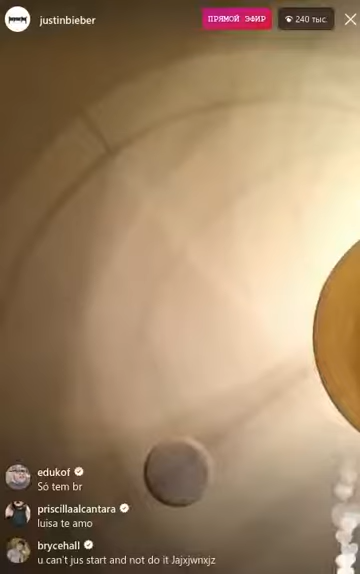 justinbieber
ПРЯМОЙ ЭФИР
240 тыс.
edukof
Só tem br
priscillaalcantara
luisa te amo
brycehall
u can't jus start and not do it Jajxjwnxjz